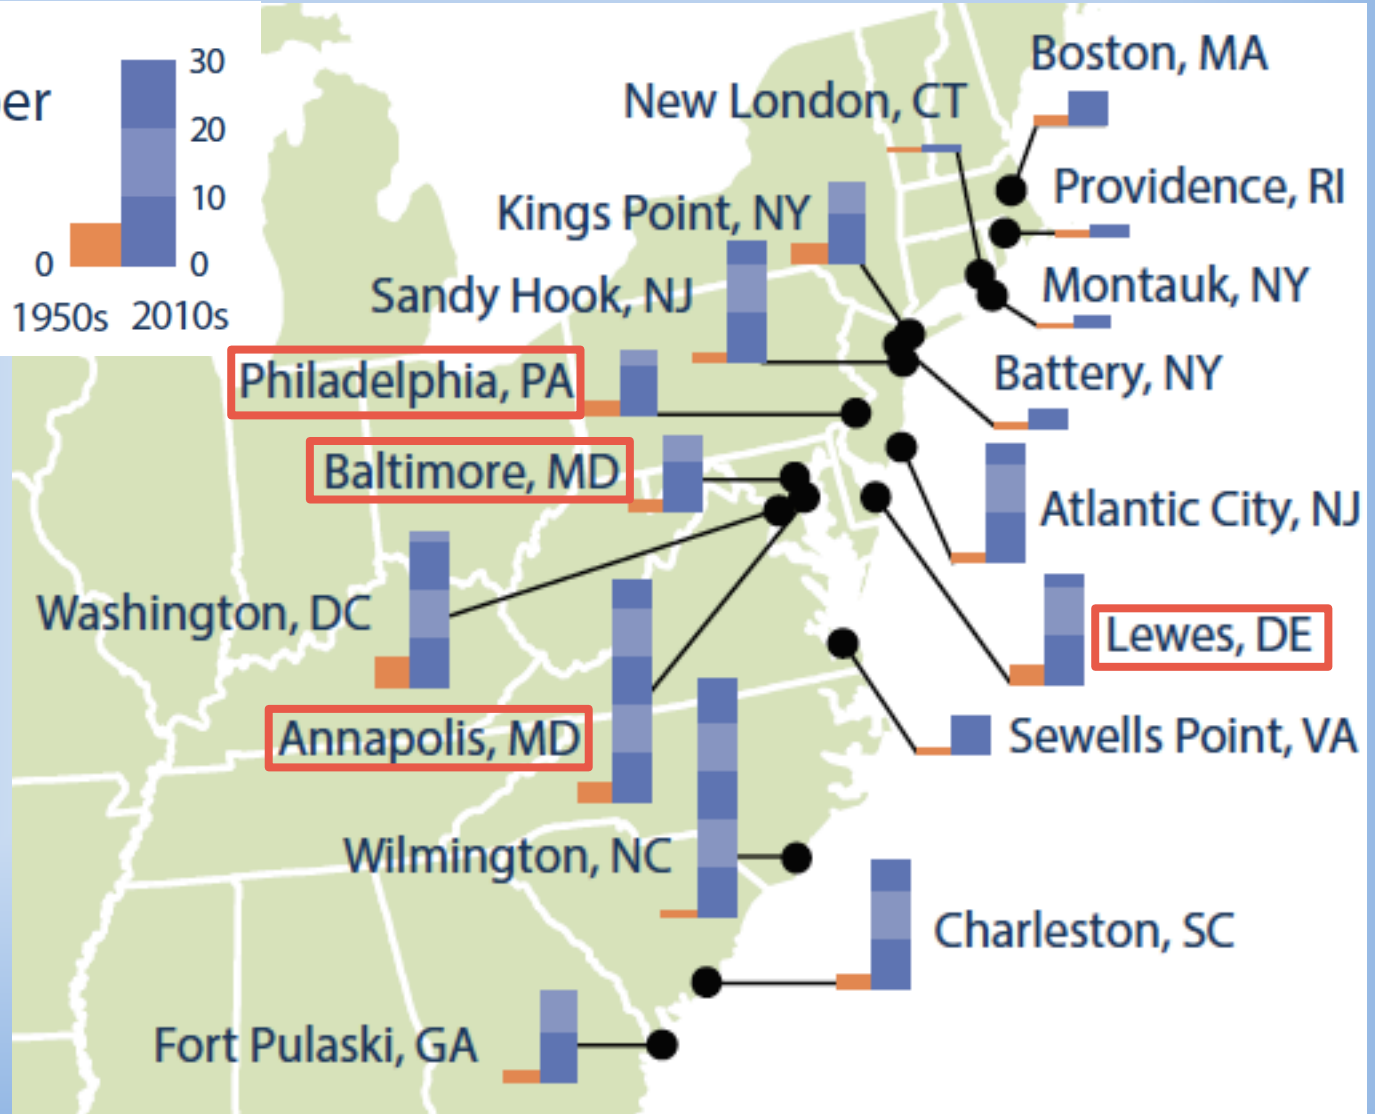 30
20
10
0
0
1950s 2010s
Boston, MA
New London, CT
Providence, RI
Kings Point, NY
Montauk, NY
Sandy Hook, NJ
Battery, NY
Philadelphia, PA
Baltimore, MD
Atlantic City, NJ
Washington, DC
Lewes, DE
Annapolis, MD
Sewells Point, VA
Wilmington, NC
Charleston, SC
Fort Pulaski, GA